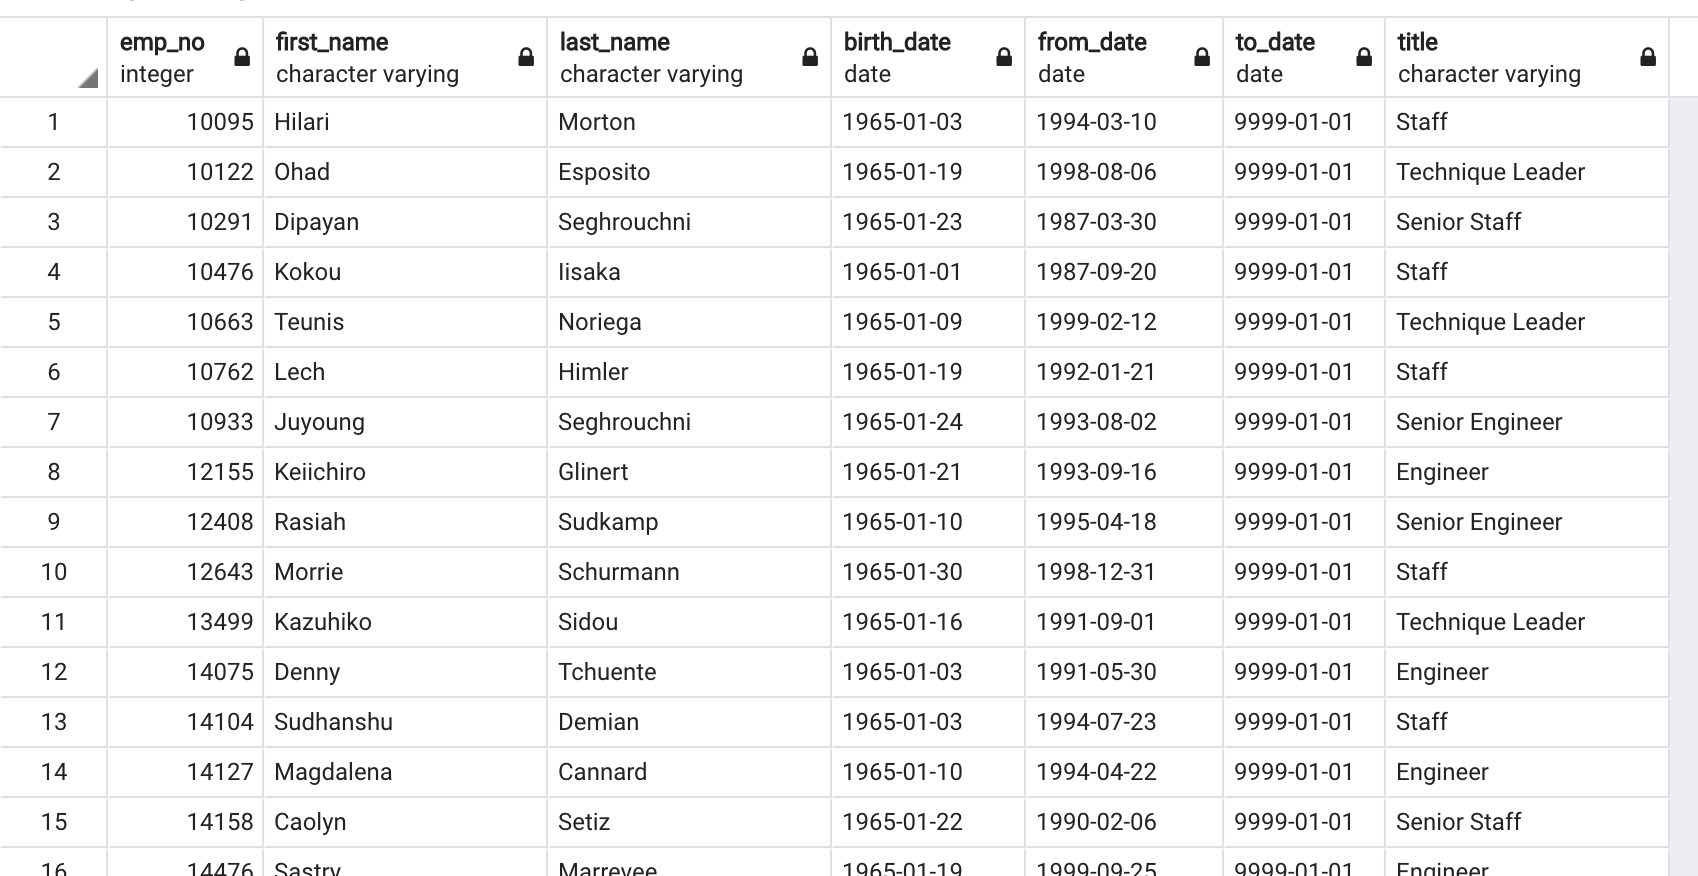 emp_no first_name last_name birth_date from_date to_date title
integer character varying character varying date date date character varying
1 10095 Hilari Morton 1965-01-03 1994-03-10 9999-01-01 Staff
2 10122 Ohad Esposito 1965-01-19 1998-08-06 9999-01-01 Technique Leader
3 10291 Dipayan Seghrouchni 1965-01-23 1987-03-30 9999-01-01 Senior Staff
4 10476 Kokou Iisaka 1965-01-01 1987-09-20 9999-01-01 Staff
5 10663 Teunis Noriega 1965-01-09 1999-02-12 9999-01-01 Technique Leader
6 10762 Lech Himler 1965-01-19 1992-01-21 9999-01-01 Staff
7 10933 Juyoung Seghrouchni 1965-01-24 1993-08-02 9999-01-01 Senior Engineer
8 12155 Keiichiro Glinert 1965-01-21 1993-09-16 9999-01-01 Engineer
9 12408 Rasiah Sudkamp 1965-01-10 1995-04-18 9999-01-01 Senior Engineer
10 12643 Morrie Schurmann 1965-01-30 1998-12-31 9999-01-01 Staff
11 13499 Kazuhiko Sidou 1965-01-16 1991-09-01 9999-01-01 Technique Leader
12 14075 Denny Tchuente 1965-01-03 1991-05-30 9999-01-01 Engineer
13 14104 Sudhanshu Demian 1965-01-03 1994-07-23 9999-01-01 Staff
14 14127 Magdalena Cannard 1965-01-10 1994-04-22 9999-01-01 Engineer
15 14158 Caolyn Setiz 1965-01-22 1990-02-06 9999-01-01 Senior Staff
16 14476 Sastry Marrevee 1965-01-19 1999-09-25 9999-01-01 Engineer